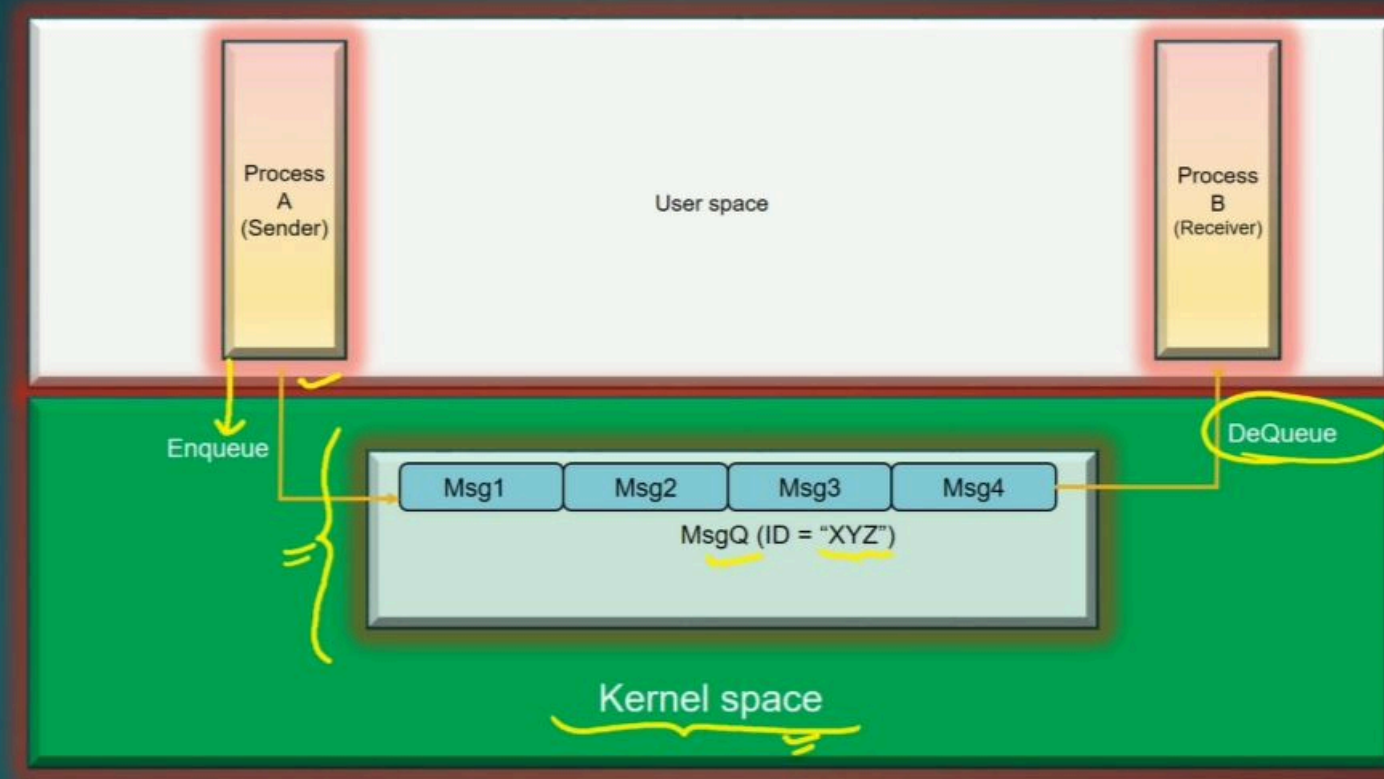 Process
A
(Sender)
User space
Process
B
(Receiver)
Enqueue
DeQueue
Msg1
Msg2
Msg3
Msg4
MsgQ (ID = “XYZ”)
Kernel space